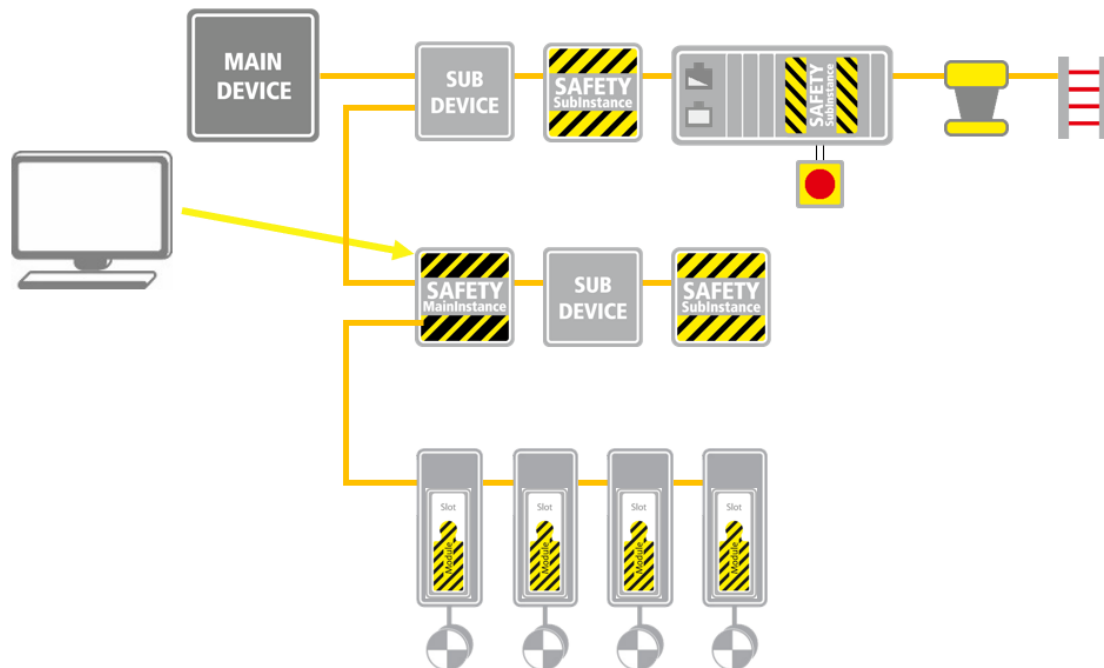 MAIN
DEVICE
SUB
DEVICE
SAFETY
SubInstance
SAFETY
SubInstance
SAFETY
MainInstance
SUB
DEVICE
SAFETY
SubInstance
Slot
Module
Slot
Module
Slot
Module
Slot
Module